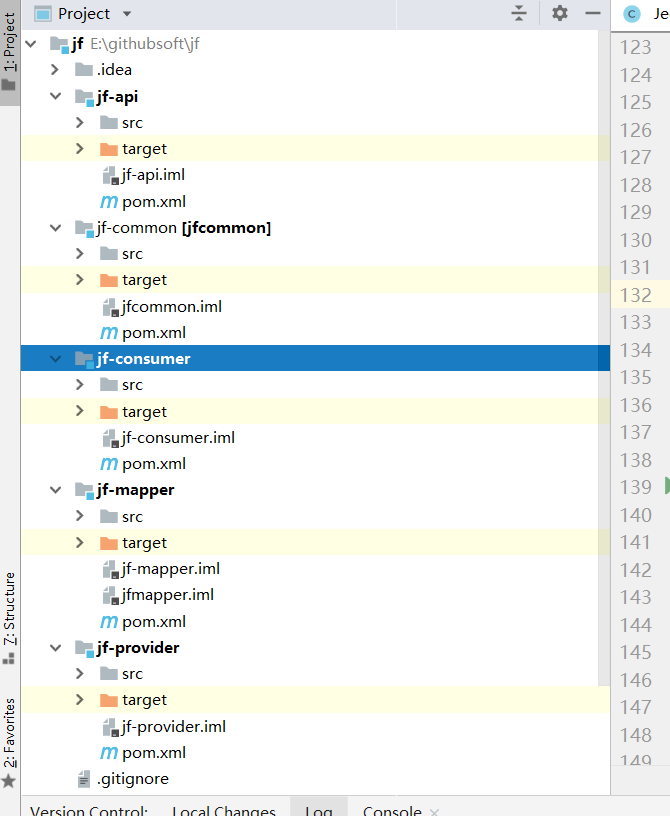 1: Project
Project
Je
jf E:\githubsoft\jf
.idea
jf-api
src
target
jf-api.iml
pom.xml
jf-common [jfcommon]
src
target
jfcommon.iml
pom.xml
jf-consumer
src
target
jf-consumer.iml
pom.xml
jf-mapper
src
target
jf-mapper.iml
jfmapper.iml
pom.xml
jf-provider
src
target
jf-provider.iml
pom.xml
.gitignore
7: Structure
2: Favorites
123
124
125
126
127
128
129
130
131
132
133
134
135
136
137
138
139
140
141
142
143
144
145
146
147
148
149
Version Control: Local Changes Log Console